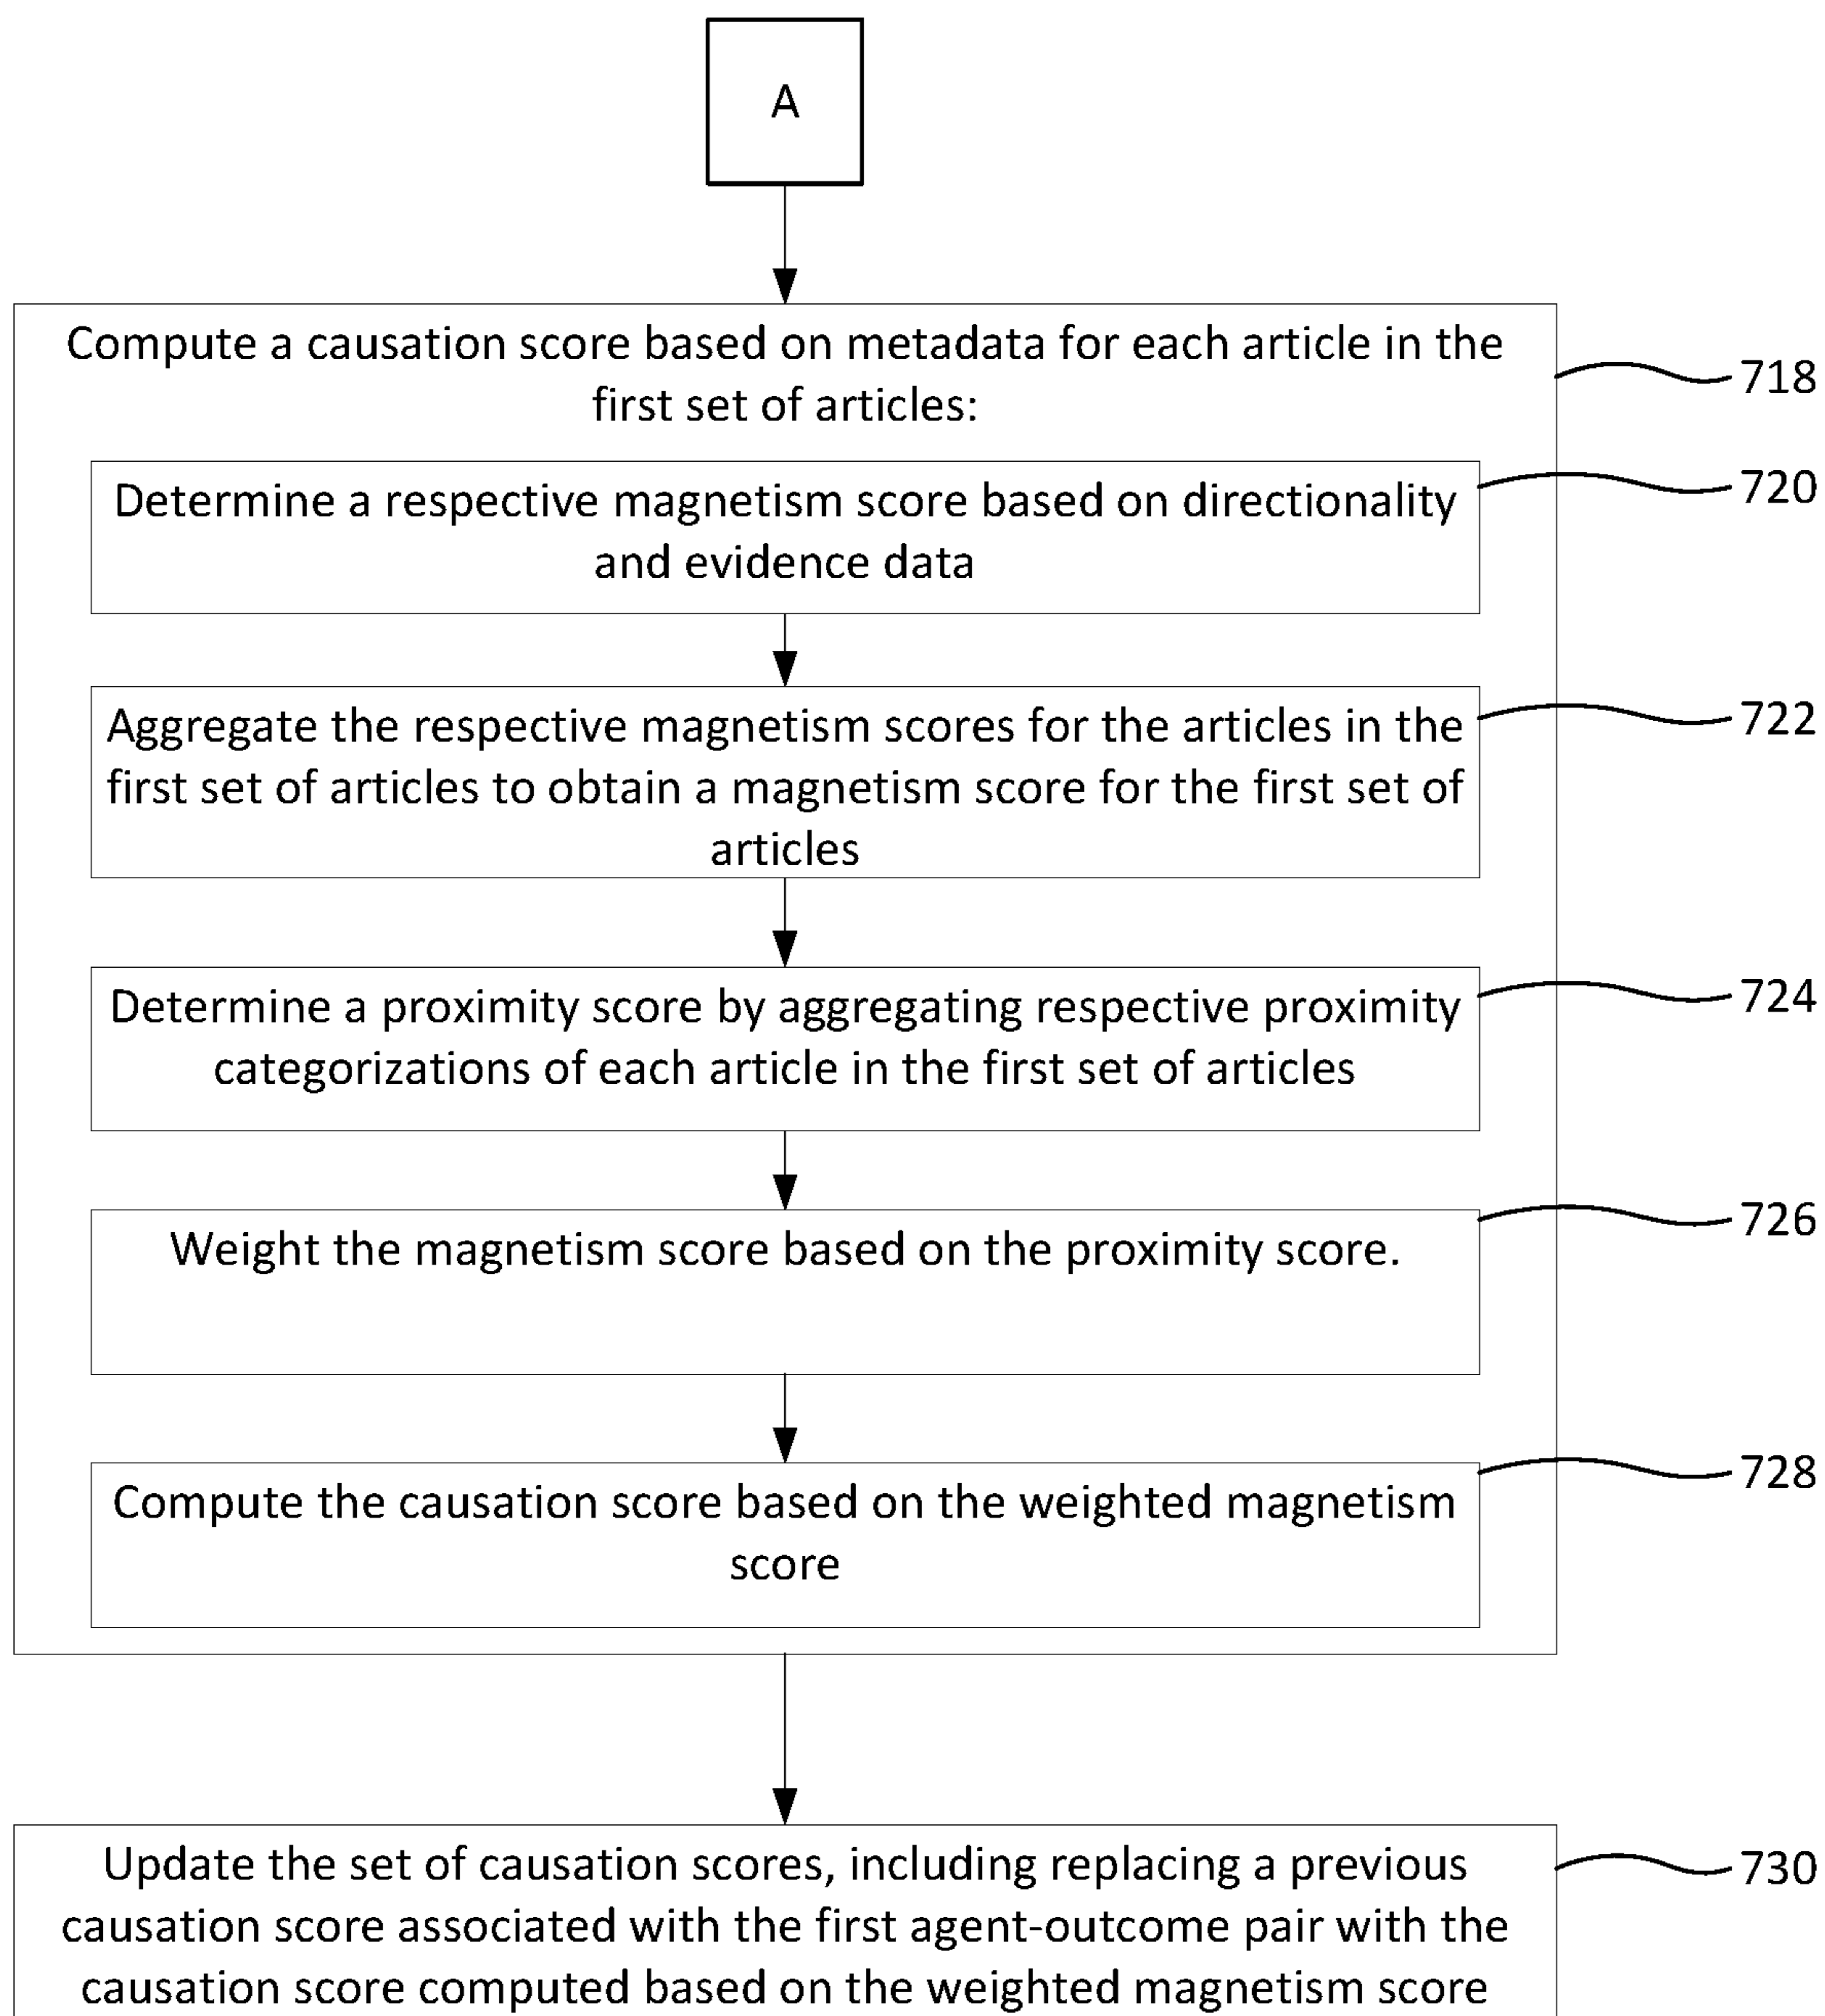 A
Compute a causation score based on metadata for each article in the
first set of articles:
718
Determine a respective magnetism score based on directionality
and evidence data
720
Aggregate the respective magnetism scores for the articles in the
first set of articles to obtain a magnetism score for the first set of
articles
722
Determine a proximity score by aggregating respective proximity
categorizations of each article in the first set of articles
724
Weight the magnetism score based on the proximity score.
726
Compute the causation score based on the weighted magnetism
score
728
Update the set of causation scores, including replacing a previous
causation score associated with the first agent-outcome pair with the
causation score computed based on the weighted magnetism score
730